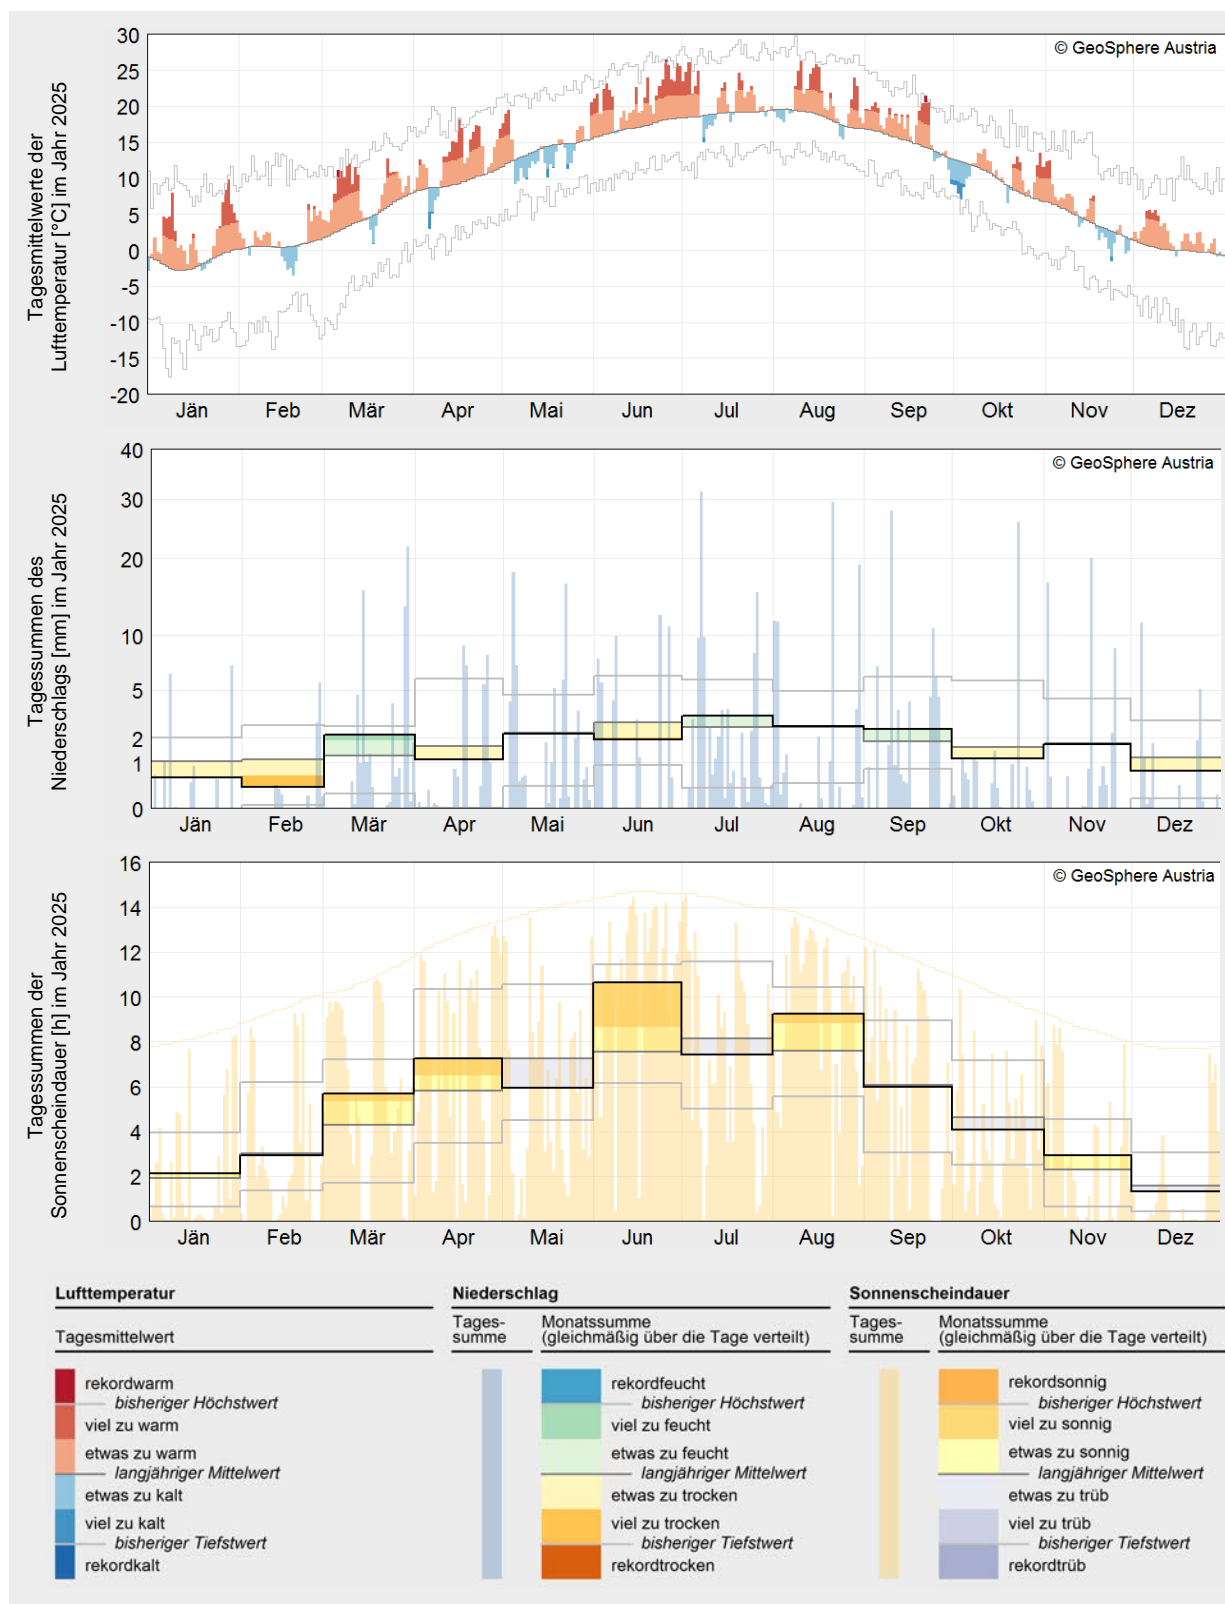 Tagesmittelwerte der
Lufttemperatur [°C] im Jahr 2025
30
25
20
15
10
5
0
-5
-10
-15
-20
© GeoSphere Austria
Jän Feb Mär Apr Mai Jun Jul Aug Sep Okt Nov Dez
Tagessummen des
Niederschlags [mm] im Jahr 2025
40
30
20
10
5
2
1
0
© GeoSphere Austria
Jän Feb Mär Apr Mai Jun Jul Aug Sep Okt Nov Dez
Tagessummen der
Sonnenscheindauer [h] im Jahr 2025
16
14
12
10
8
6
4
2
0
© GeoSphere Austria
Jän Feb Mär Apr Mai Jun Jul Aug Sep Okt Nov Dez
Lufttemperatur
Tagesmittelwert
rekordwarm
bisheriger Höchstwert
viel zu warm
etwas zu warm
langjähriger Mittelwert
etwas zu kalt
viel zu kalt
bisheriger Tiefstwert
rekordkalt
Niederschlag
Tages-
summe
Monatssumme
(gleichmäßig über die Tage verteilt)
rekordfeucht
bisheriger Höchstwert
viel zu feucht
etwas zu feucht
langjähriger Mittelwert
etwas zu trocken
viel zu trocken
bisheriger Tiefstwert
rekordtrocken
Sonnenscheindauer
Tages-
summe
Monatssumme
(gleichmäßig über die Tage verteilt)
rekordsonnig
bisheriger Höchstwert
viel zu sonnig
etwas zu sonnig
langjähriger Mittelwert
etwas zu trüb
viel zu trüb
bisheriger Tiefstwert
rekordtrüb